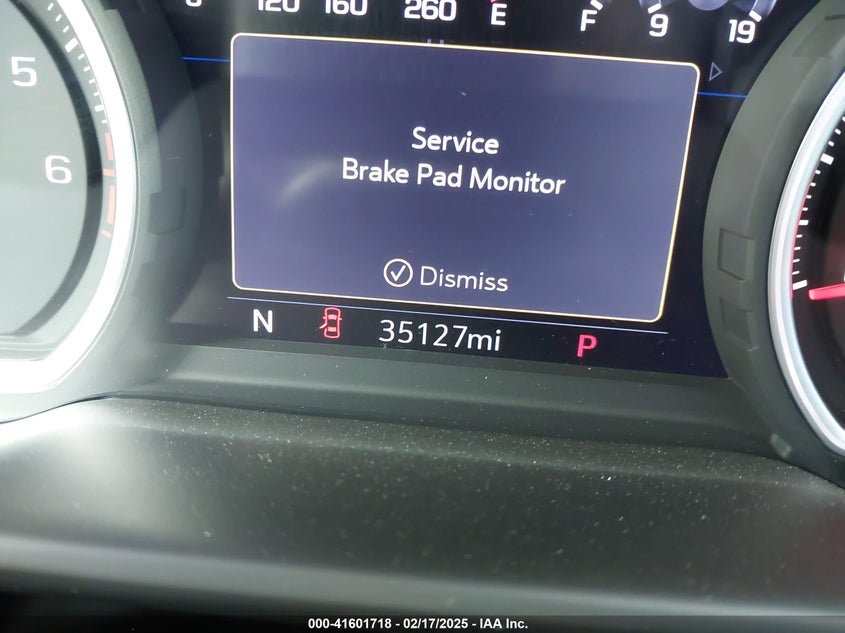 120 160 260 E F 9 19
5
6
Service
Brake Pad Monitor
Dismiss
N 35127mi P
000-41601718 - 02/17/2025 - IAA Inc.